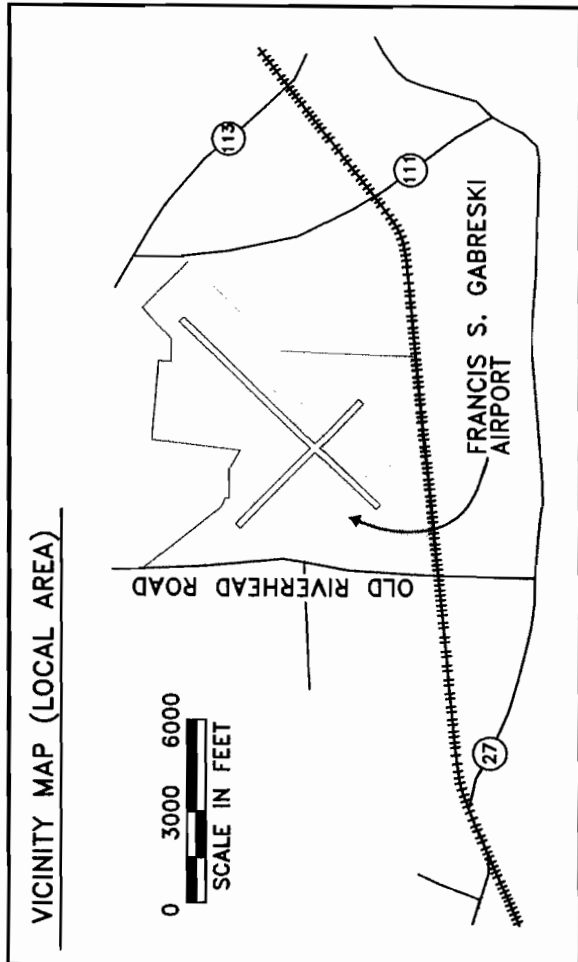 VICINITY MAP (LOCAL AREA)
0 3000 6000
SCALE IN FEET
OLD RIVERHEAD ROAD
113
111
27
FRANCIS S. GABRESKI
AIRPORT